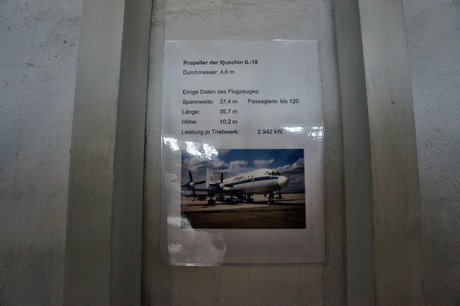 Propeller der Iljuschin IL-18
Durchmesser: 4,6 m
Einige Daten des Flugzeuges:
Spannweite: 37,4 m Passagiere: bis 120
Länge: 35,7 m
Höhe: 10,2 m
Leistung je Triebwerk: 2.942 kW